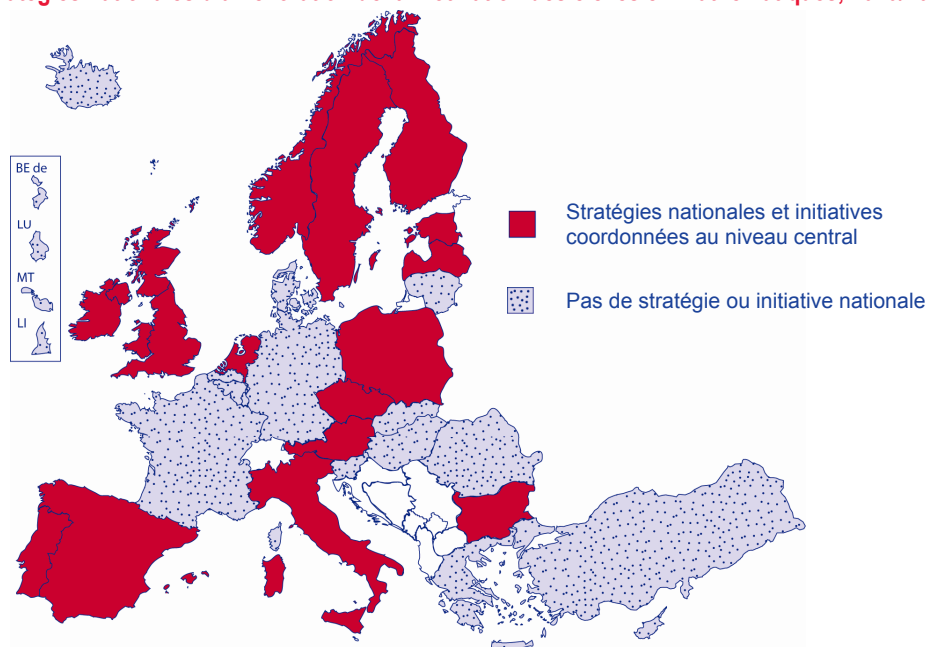 BE de
LU
MT
LI
Stratégies nationales et initiatives
coordonnées au niveau central
Pas de stratégie ou initiative nationale